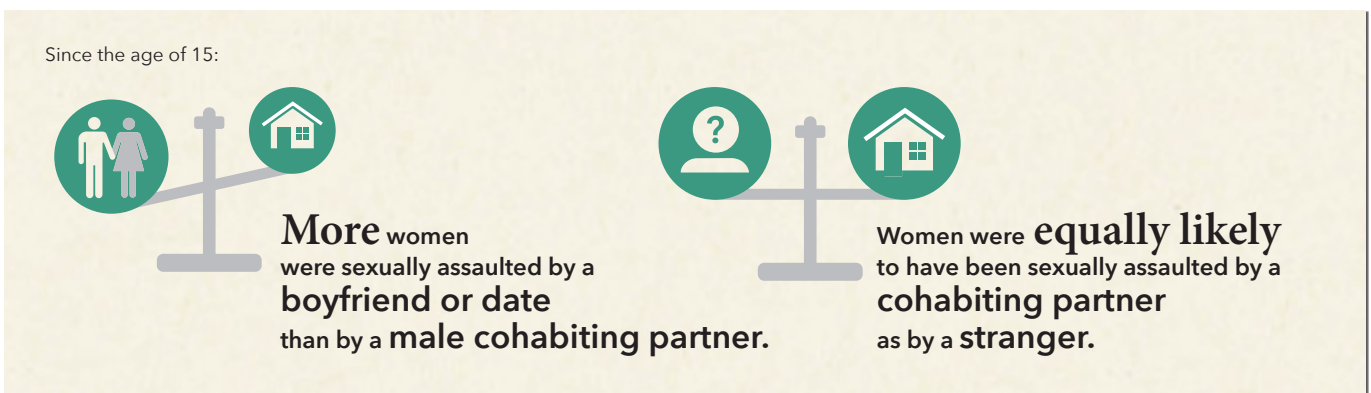 Since the age of 15:
?
More women
were sexually assaulted by a
boyfriend or date
than by a male cohabiting partner.
Women were equally likely
to have been sexually assaulted by a
cohabiting partner
as by a stranger.